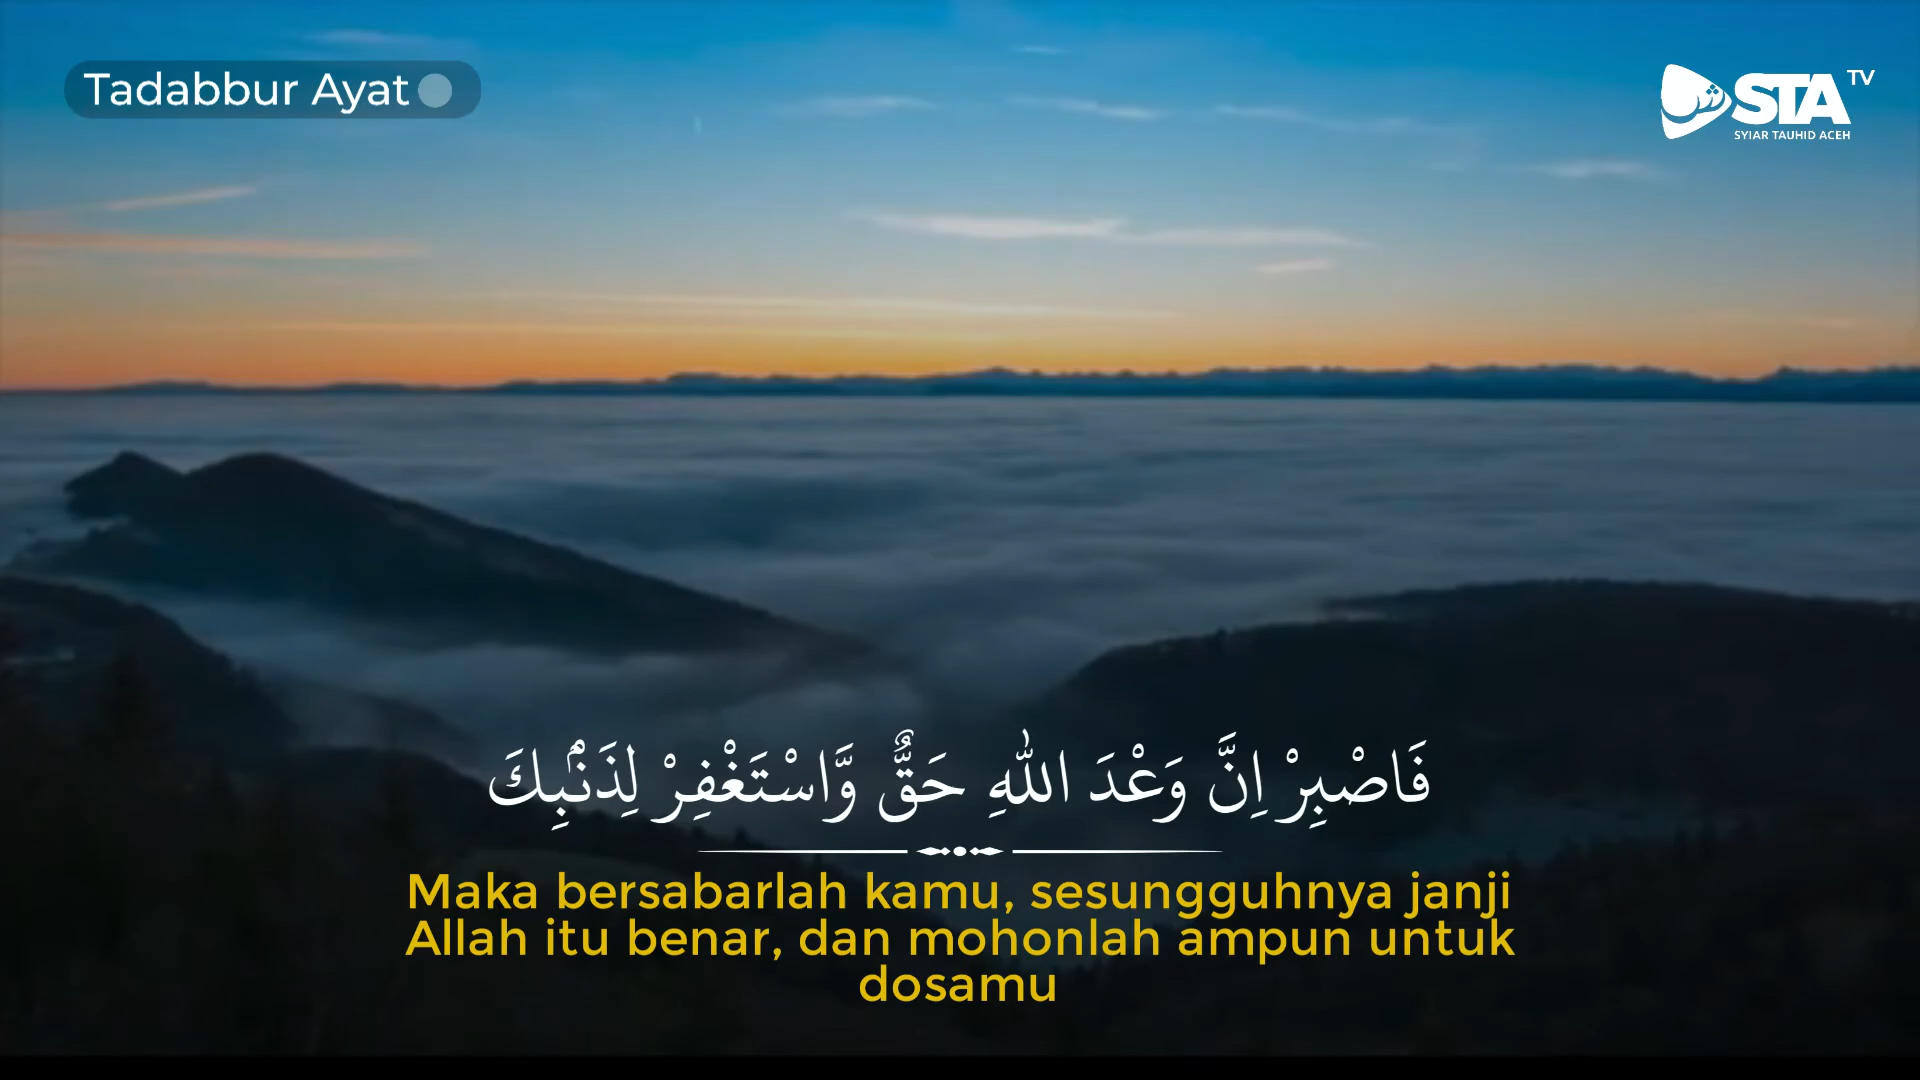 Tadabbur Ayat
STA TV
SYIAR TAUHID ACEH
فَاصْبِرْ اِنَّ وَعْدَ اللّٰهِ حَقٌّ وَّاسْتَغْفِرْ لِذَنْۢبِكَ
Maka bersabarlah kamu, sesungguhnya janji
Allah itu benar, dan mohonlah ampun untuk
dosamu